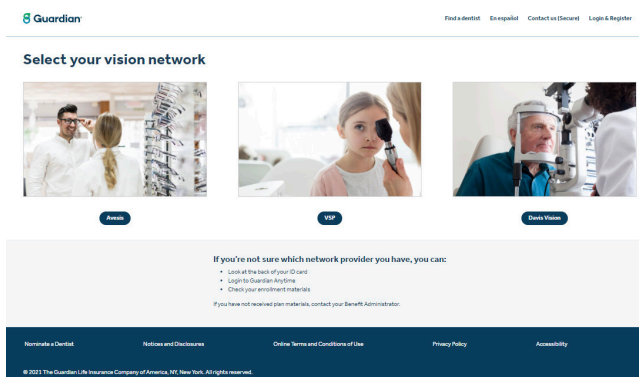 Guardian
Find a dentist En español Contact us (Secure) Login & Register
Select your vision network
Avesis VSP Davis Vision
If you're not sure which network provider you have, you can:
• Look at the back of your ID card
• Login to Guardian Anytime
• Check your enrollment materials
If you have not received plan materials, contact your Benefit Administrator.
Nominate a Dentist Notices and Disclosures Online Terms and Conditions of Use Privacy Policy Accessibility
© 2021 The Guardian Life Insurance Company of America, NY, New York. All rights reserved.